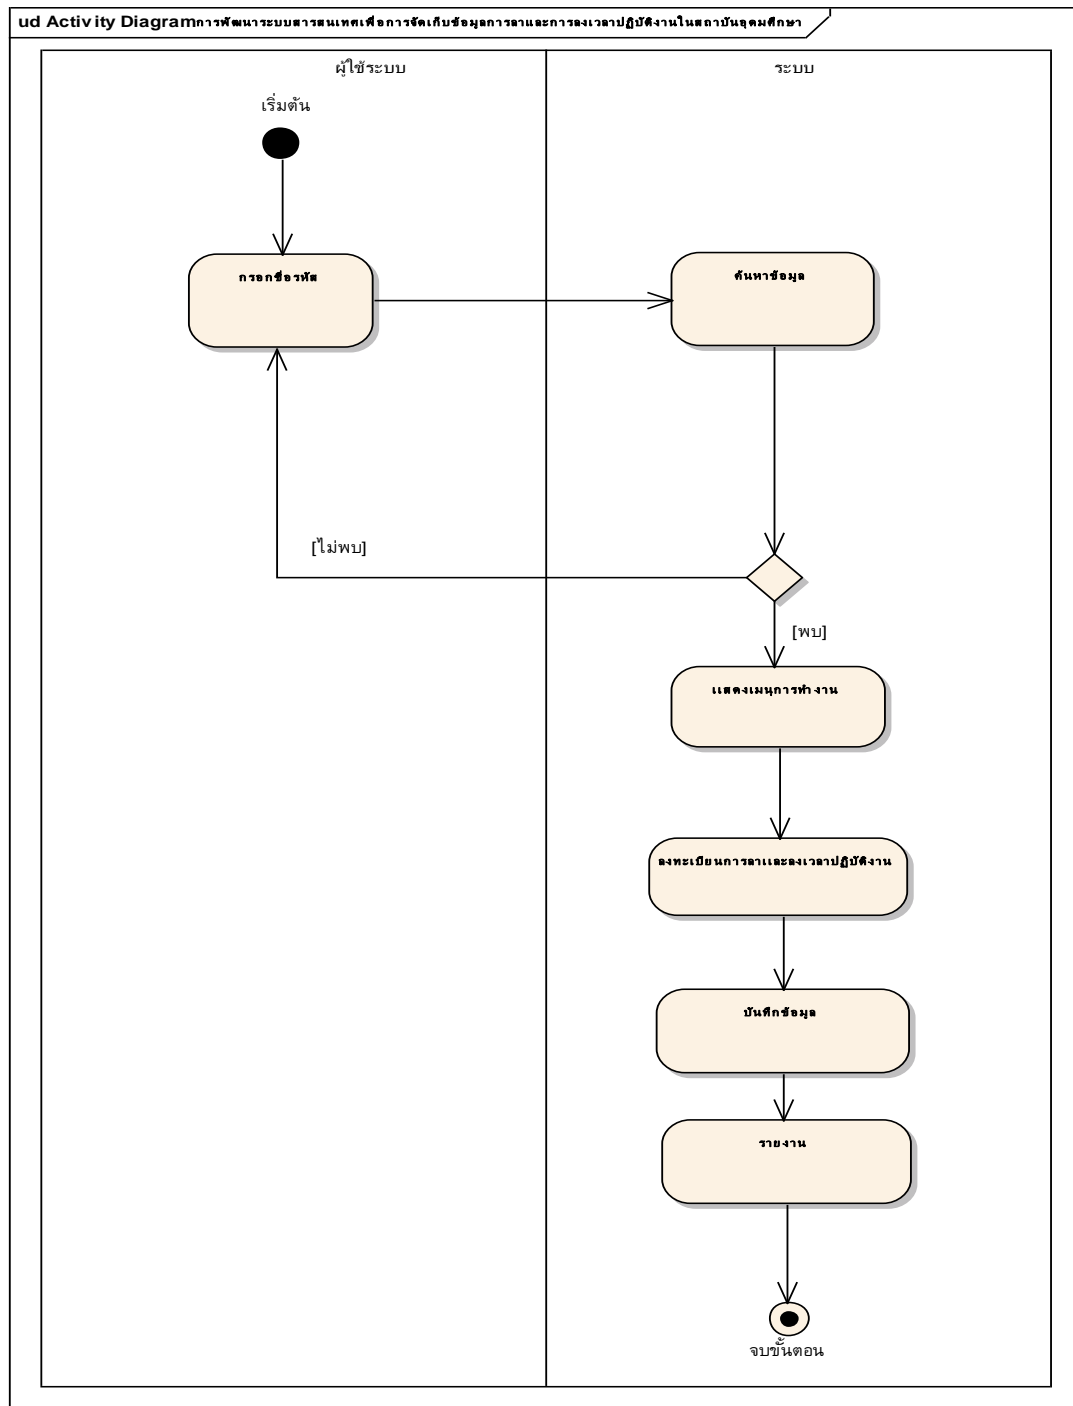 ud Activity Diagramการพัฒนาระบบสารสนเทศเพื่อการจัดเก็บข้อมูลการลาและการลงเวลาปฏิบัติงานในสถาบันอุดมศึกษา
ผู้ใช้ระบบ
ระบบ
เริ่มต้น
กรอกชื่อรหัส
ค้นหาข้อมูล
[ไม่พบ]
[พบ]
แสดงเมนูการทำงาน
ลงทะเบียนการลาและลงเวลาปฏิบัติงาน
บันทึกข้อมูล
รายงาน
จบขั้นตอน